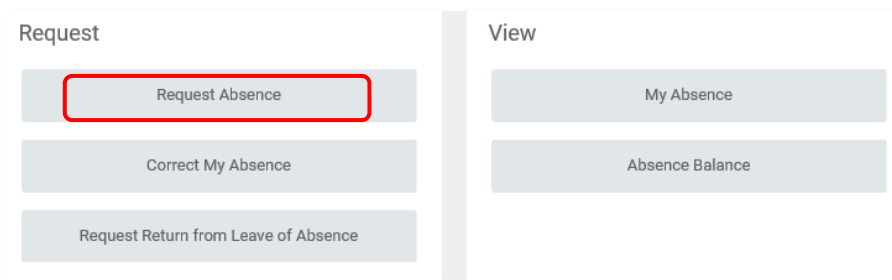 Request
Request Absence
Correct My Absence
Request Return from Leave of Absence
View
My Absence
Absence Balance